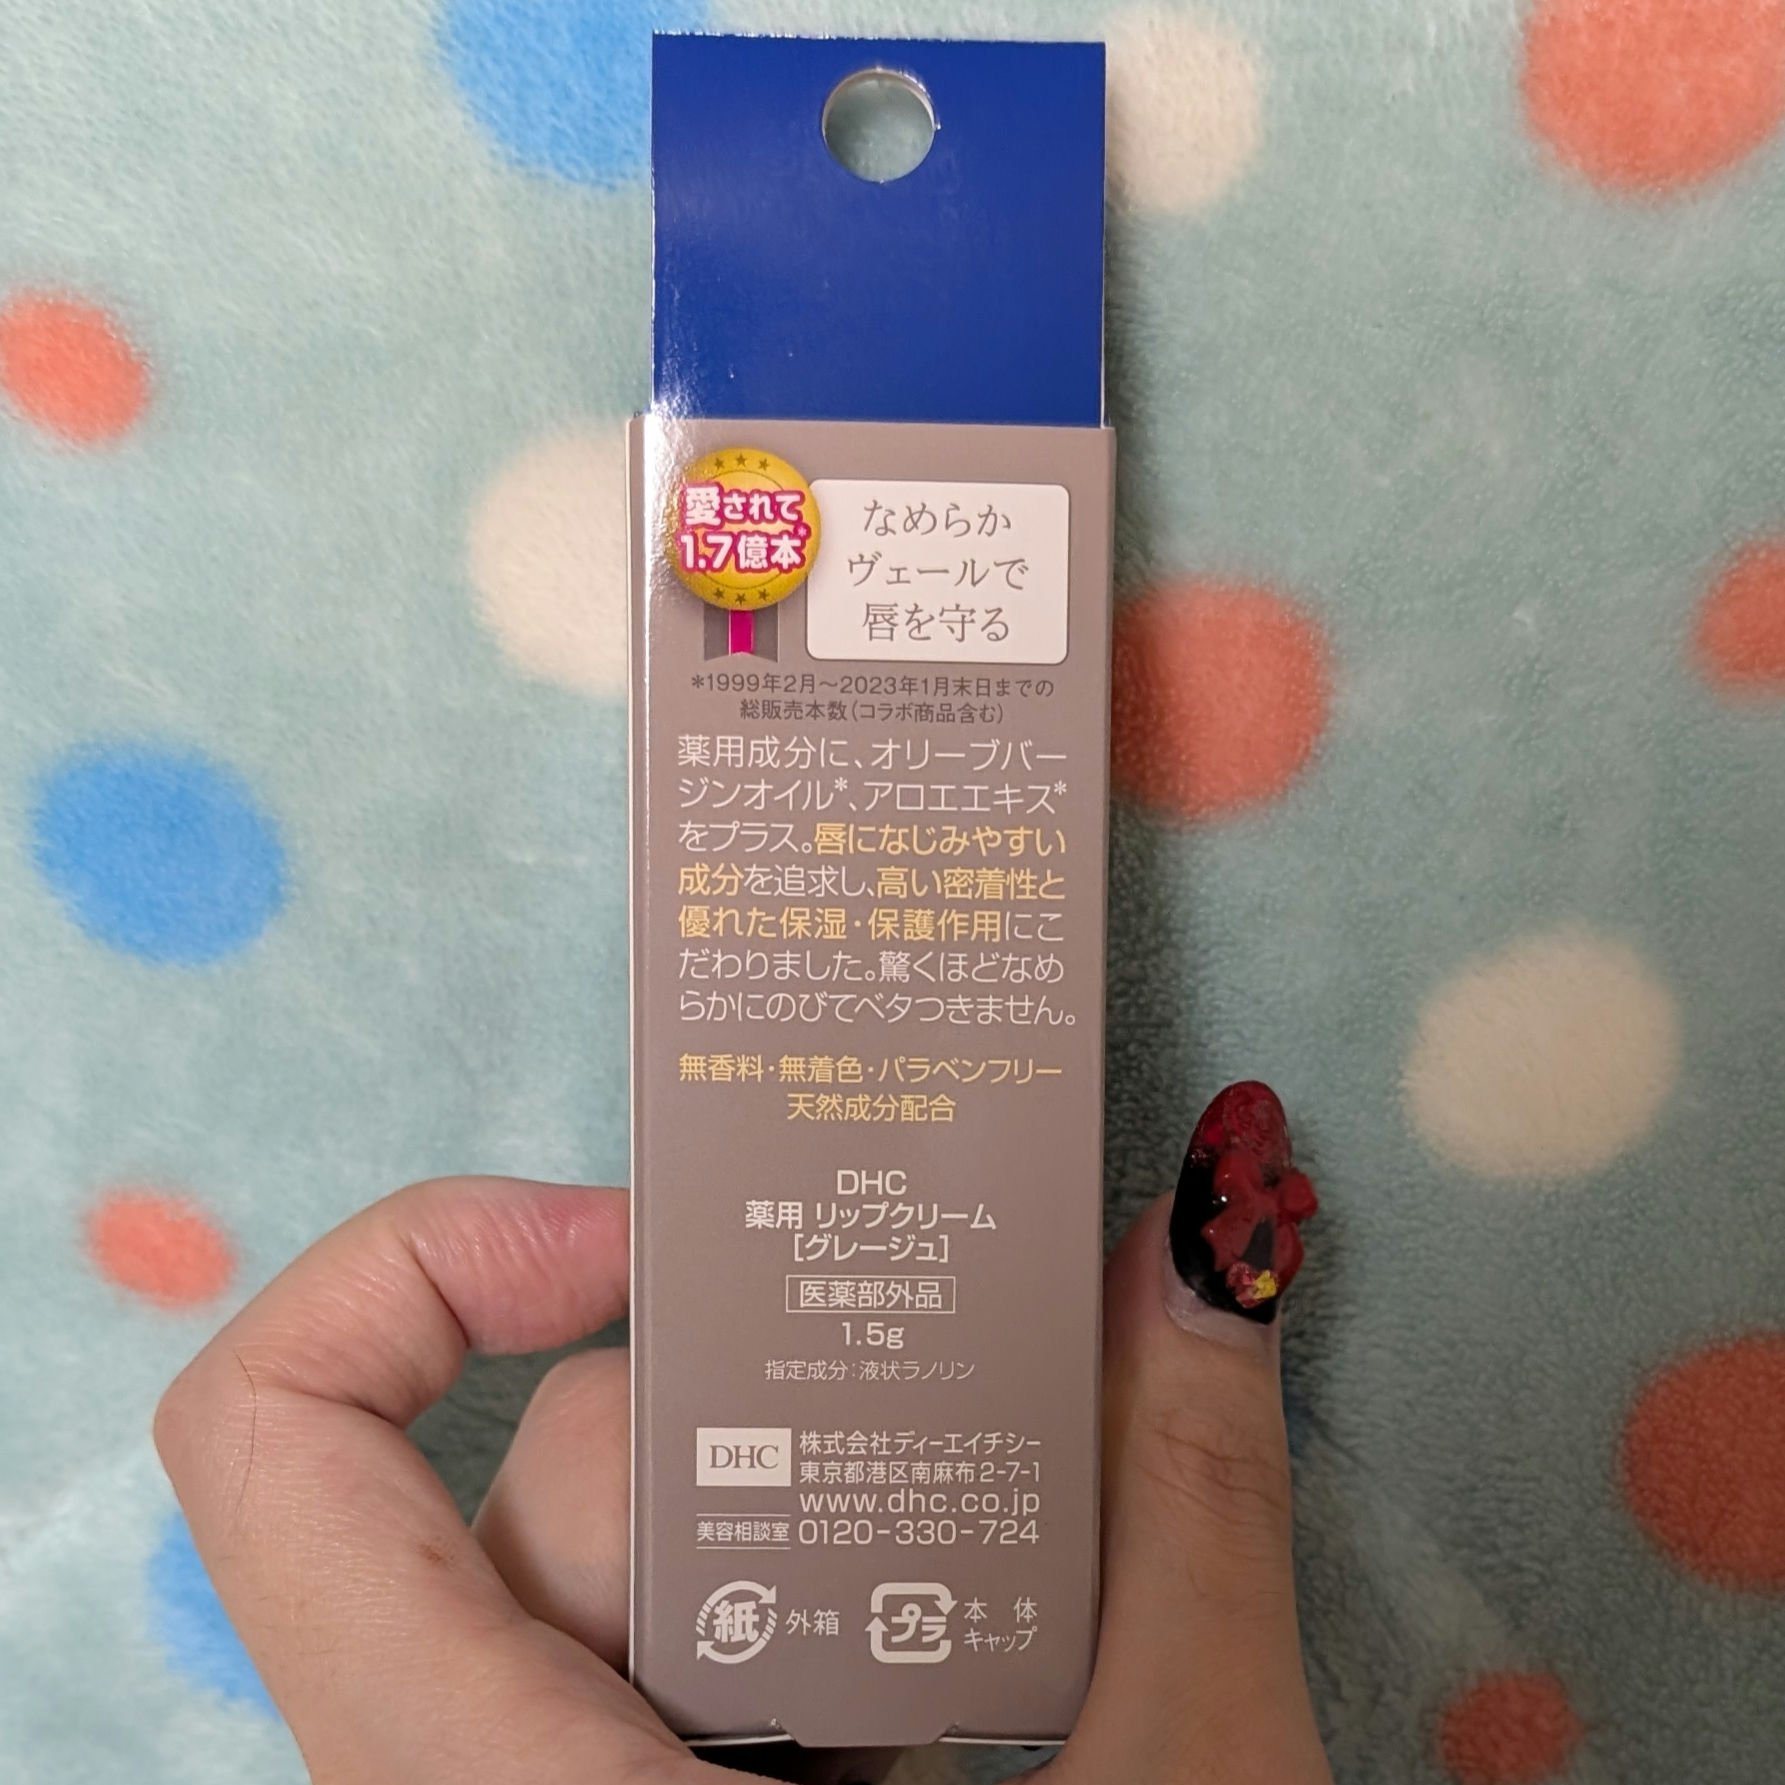 愛されて
1.7億本*
なめらか
ヴェールで
唇を守る
*1999年2月～2023年1月末日までの
総販売本数(コラボ商品含む)
薬用成分に、オリーブバー
ジンオイル*、アロエエキス*
をプラス。唇になじみやすい
成分を追求し、高い密着性と
優れた保湿・保護作用にこ
だわりました。驚くほどなめ
らかにのびてベタつきません。
無香料・無着色・パラベンフリー
天然成分配合
DHC
薬用 リップクリーム
[グレージュ]
医薬部外品
1.5g
指定成分:液状ラノリン
DHC
株式会社ディーエイチシー
東京都港区南麻布2-7-1
www.dhc.co.jp
美容相談室 0120-330-724
紙 外箱
プラ 本体
キャップ